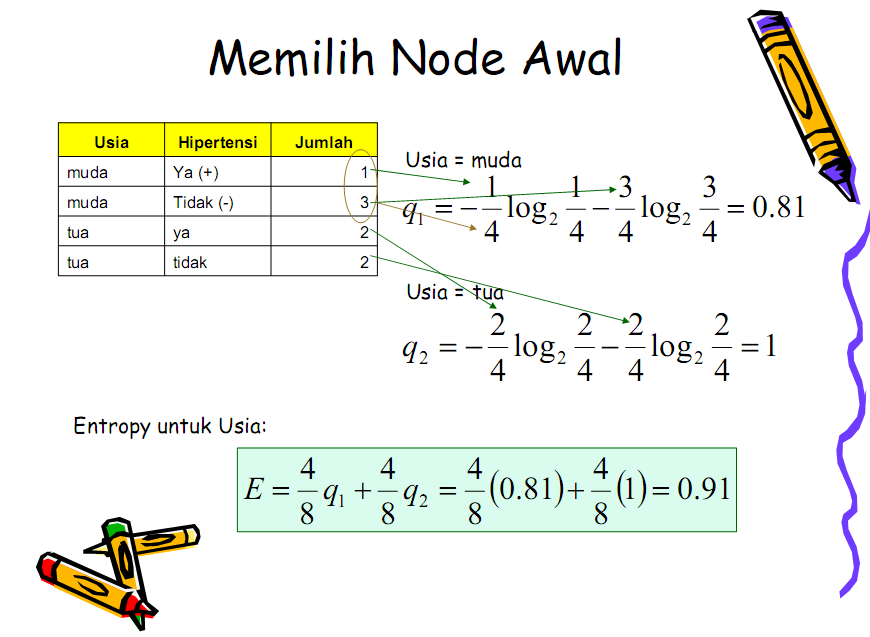 Memilih Node Awal
Usia Hipertensi Jumlah
muda Ya (+) 1
muda Tidak (-) 3
tua ya 2
tua tidak 2
Usia = muda
q₁ = −1/4 log₂ 1/4 − 3/4 log₂ 3/4 = 0.81
Usia = tua
q₂ = −2/4 log₂ 2/4 − 2/4 log₂ 2/4 = 1
Entropy untuk Usia:
E = 4/8 q₁ + 4/8 q₂ = 4/8 (0.81) + 4/8 (1) = 0.91